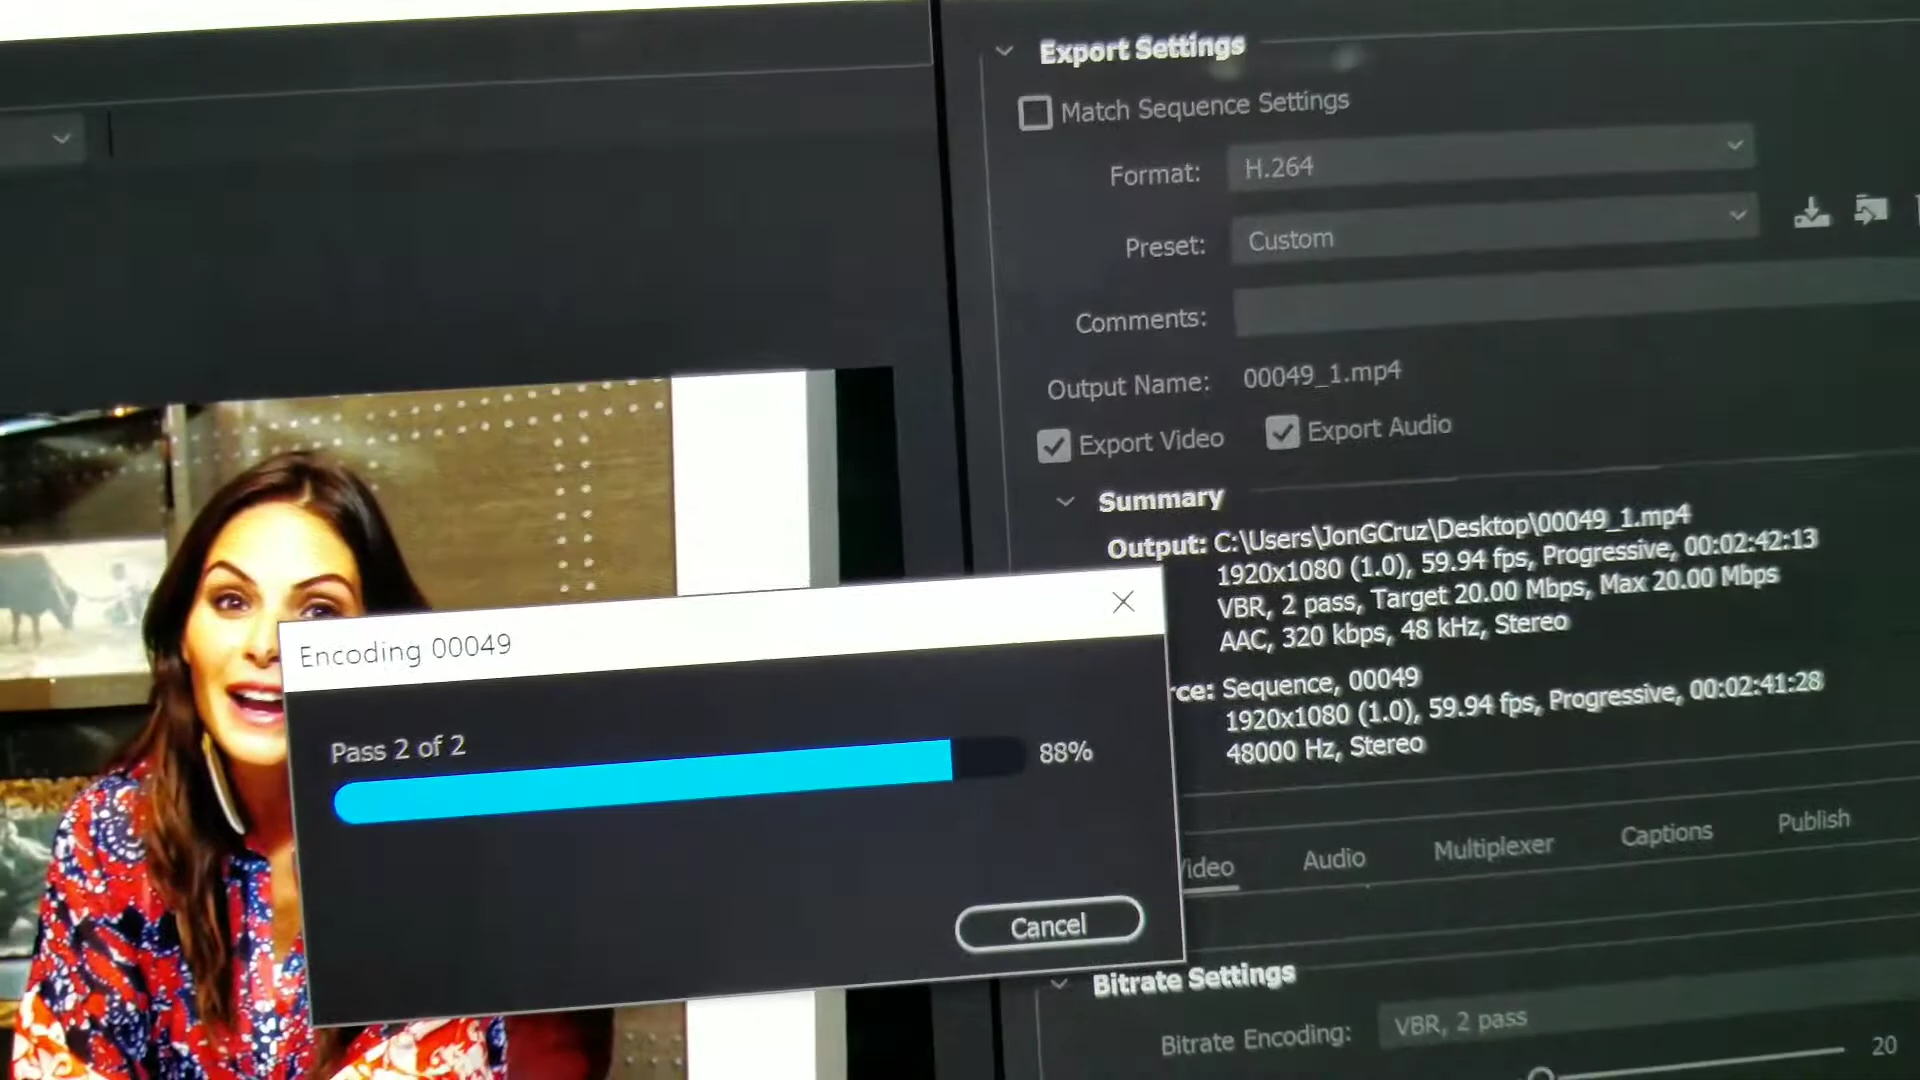 Export Settings
Match Sequence Settings
Format: H.264
Preset: Custom
Comments:
Output Name: 00049_1.mp4
Export Video Export Audio
Summary
Output: C:\Users\JonGCruz\Desktop\00049_1.mp4
1920x1080 (1.0), 59.94 fps, Progressive, 00:02:42:13
VBR, 2 pass, Target 20.00 Mbps, Max 20.00 Mbps
AAC, 320 kbps, 48 kHz, Stereo
rce: Sequence, 00049
1920x1080 (1.0), 59.94 fps, Progressive, 00:02:41:28
48000 Hz, Stereo
Encoding 00049
Pass 2 of 2
88%
Cancel
Video Audio Multiplexer Captions Publish
Bitrate Settings
Bitrate Encoding: VBR, 2 pass
20